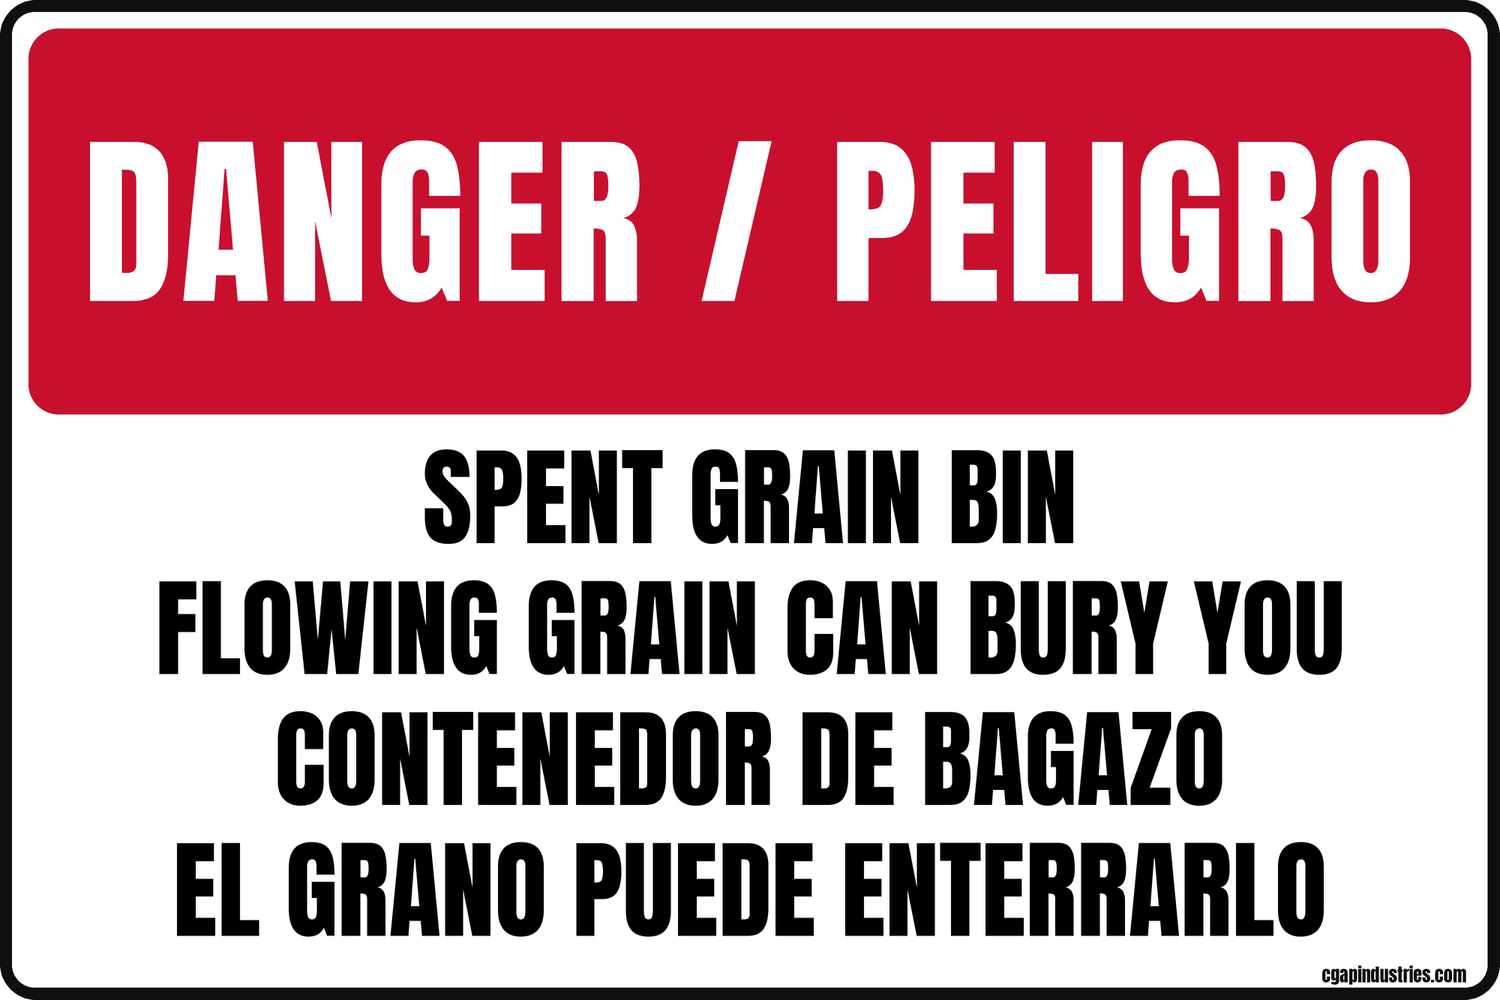 DANGER / PELIGRO
SPENT GRAIN BIN
FLOWING GRAIN CAN BURY YOU
CONTENEDOR DE BAGAZO
EL GRANO PUEDE ENTERRARLO
cgapindustries.com